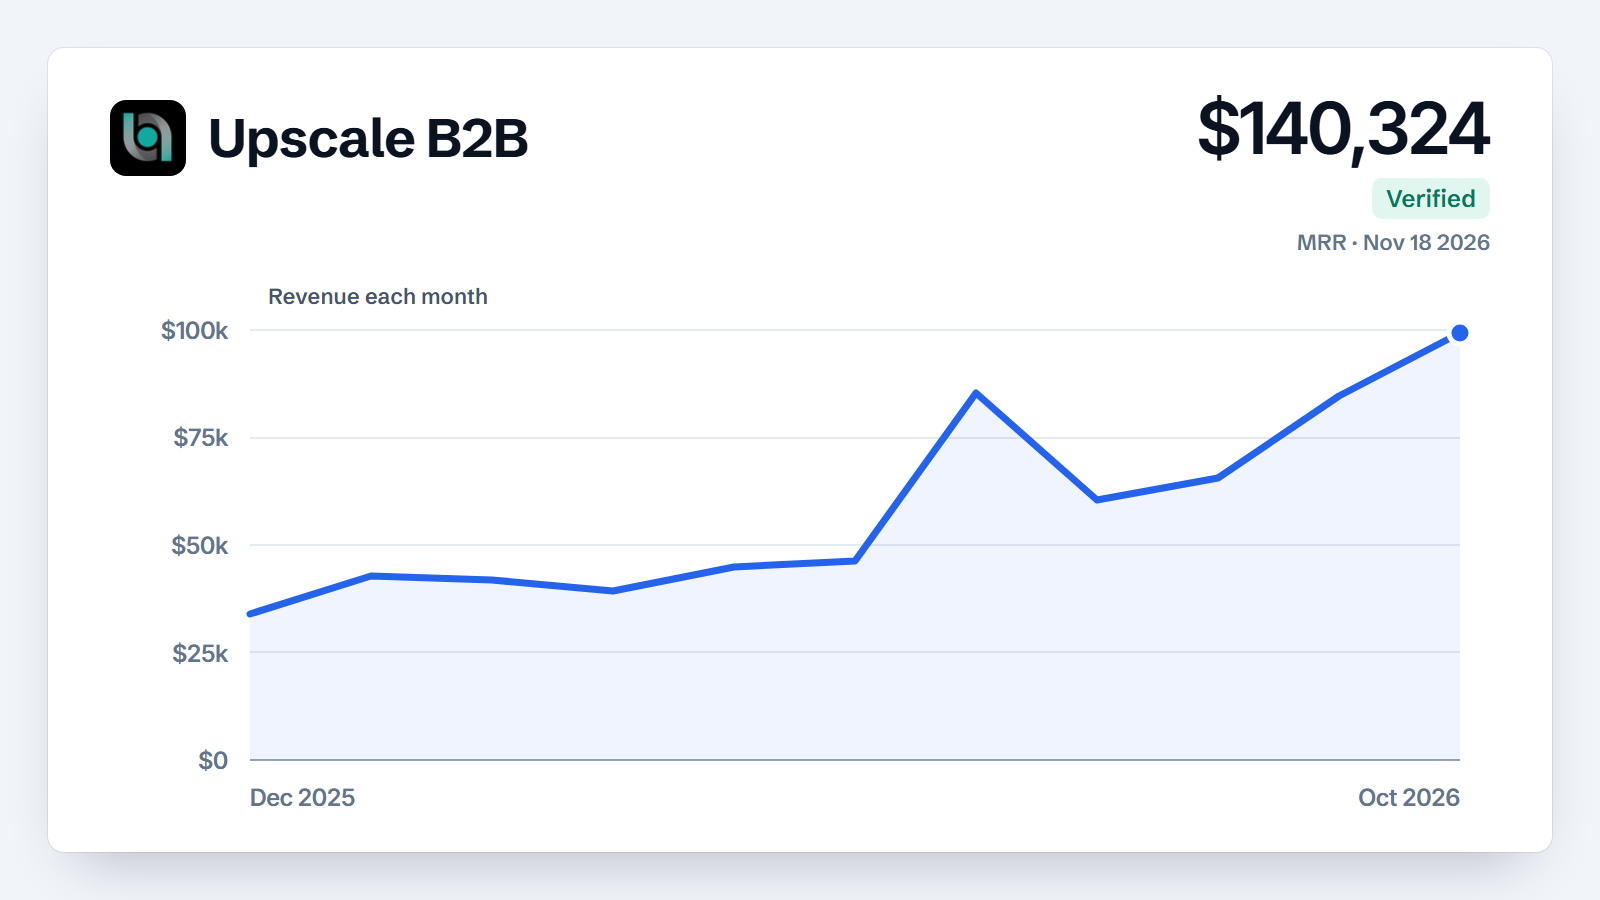 Upscale B2B
$140,324
Verified
MRR · Nov 18 2026
Revenue each month
$100k
$75k
$50k
$25k
$0
Dec 2025
Oct 2026